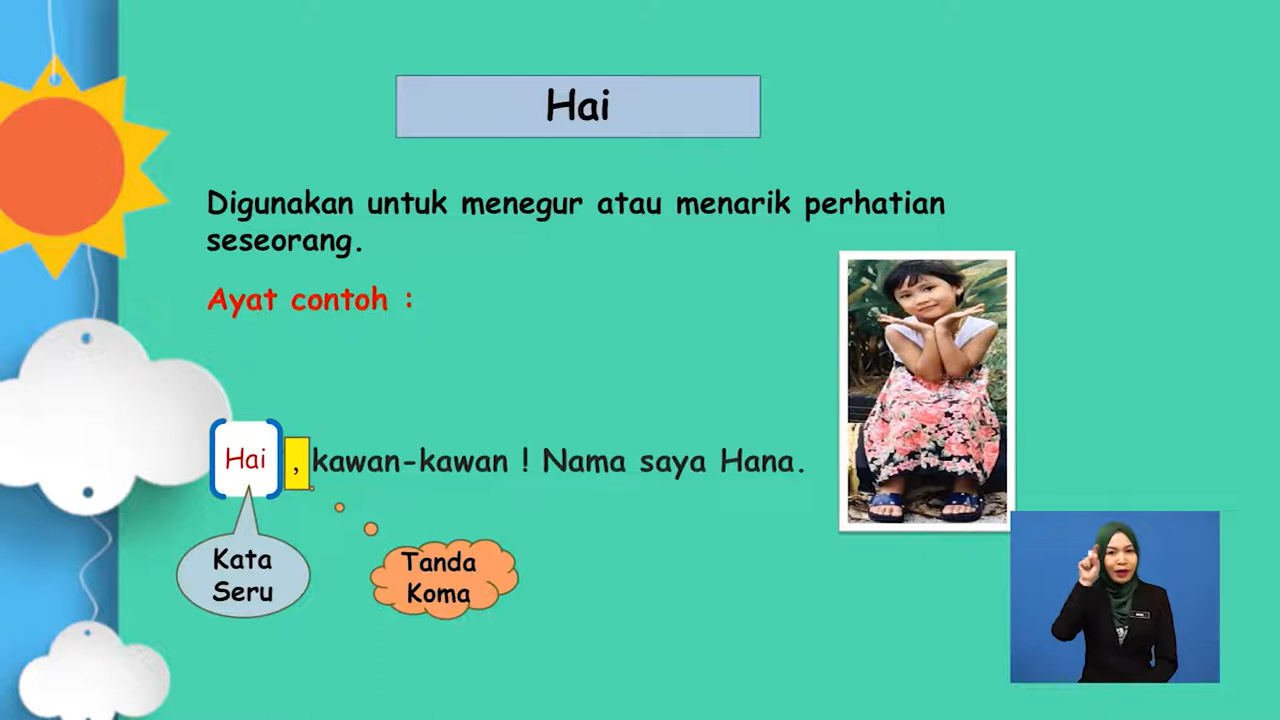 Hai
Digunakan untuk menegur atau menarik perhatian
seseorang.
Ayat contoh :
Hai , kawan-kawan ! Nama saya Hana.
Kata
Seru
Tanda
Koma